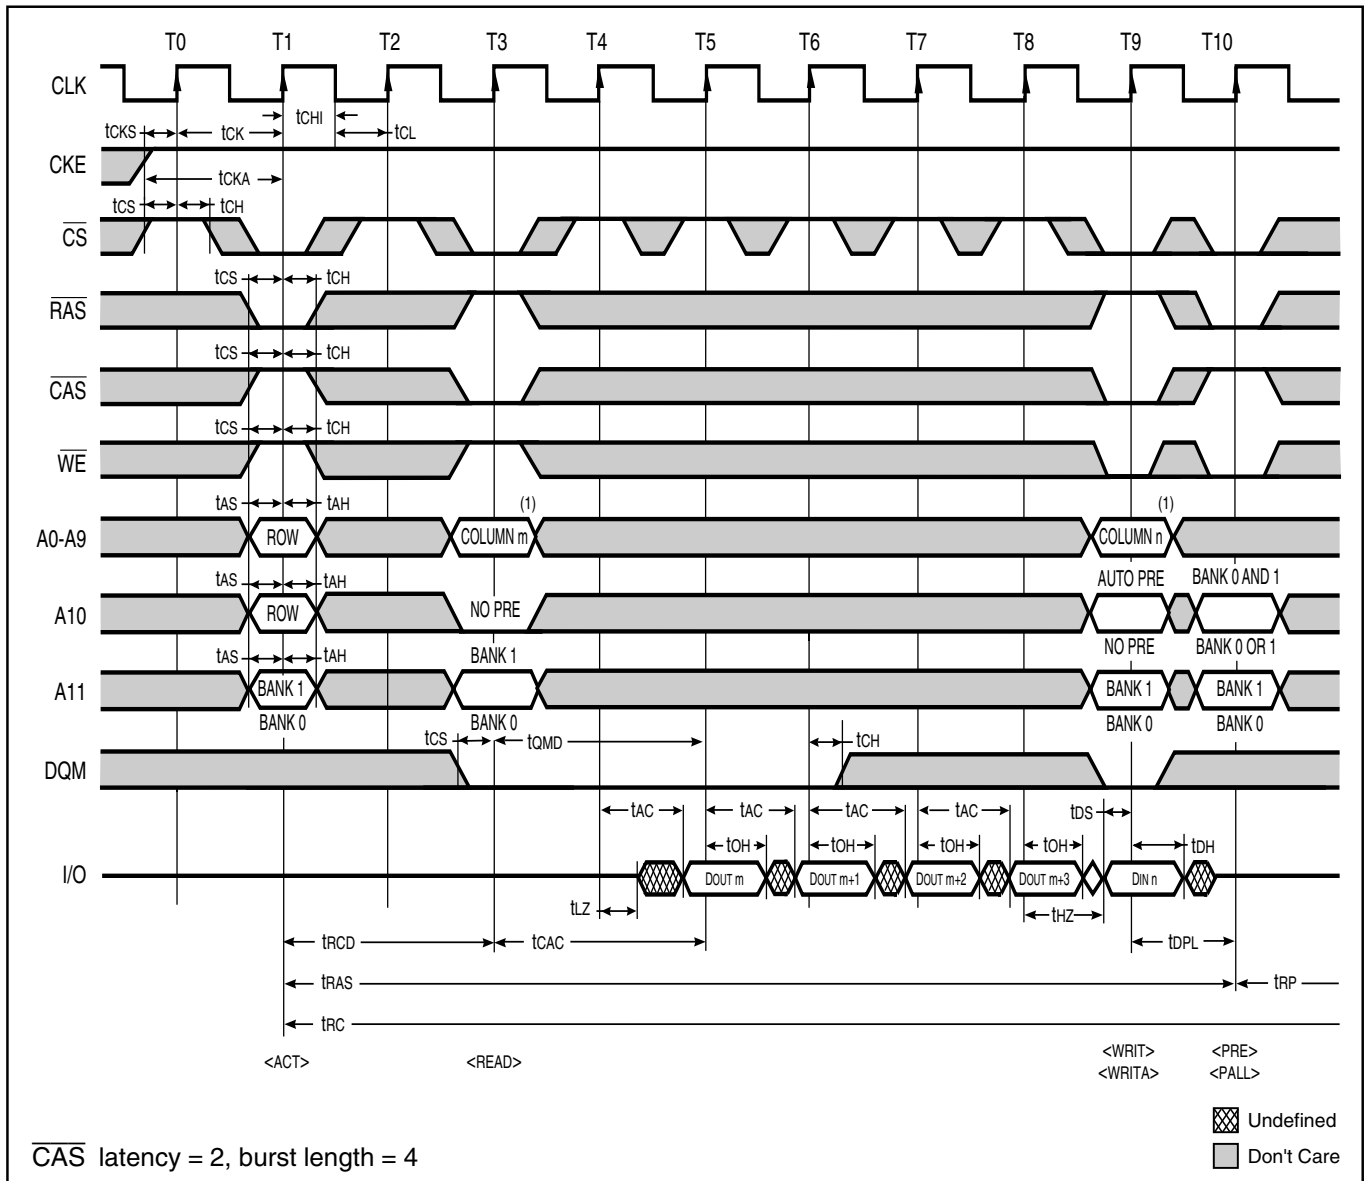 T0 T1 T2 T3 T4 T5 T6 T7 T8 T9 T10
CLK
tCHI
tCKS tCK tCL
CKE
tCKA
tCS tCH
CS
tCS tCH
RAS
tCS tCH
CAS
tCS tCH
WE
tAS tAH (1) (1)
A0-A9 ROW COLUMN m COLUMN n
tAS tAH AUTO PRE BANK 0 AND 1
A10 ROW NO PRE
tAS tAH BANK 1 NO PRE BANK 0 OR 1
A11 BANK 1 BANK 1 BANK 1
BANK 0 BANK 0 BANK 0 BANK 0
tCS tQMD tCH
DQM
tAC tAC tAC tAC tDS
tOH tOH tOH tOH tDH
I/O DOUT m DOUT m+1 DOUT m+2 DOUT m+3 DIN n
tLZ tHZ
tRCD tCAC tDPL
tRAS tRP
tRC
<ACT> <READ> <WRIT> <PRE>
<WRITA> <PALL>
Undefined
CAS latency = 2, burst length = 4 Don't Care